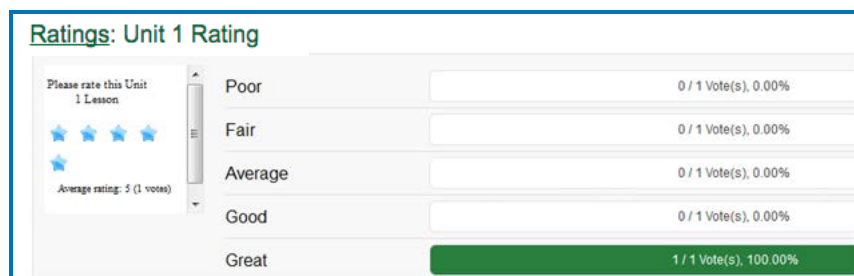 Ratings: Unit 1 Rating
Please rate this Unit
1 Lesson
Average rating: 5 (1 votes)
Poor
0 / 1 Vote(s), 0.00%
Fair
0 / 1 Vote(s), 0.00%
Average
0 / 1 Vote(s), 0.00%
Good
0 / 1 Vote(s), 0.00%
Great
1 / 1 Vote(s), 100.00%